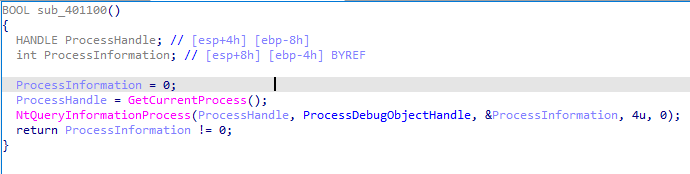 BOOL sub_401100()
{
HANDLE ProcessHandle; // [esp+4h] [ebp-8h]
int ProcessInformation; // [esp+8h] [ebp-4h] BYREF
ProcessInformation = 0;
ProcessHandle = GetCurrentProcess();
NtQueryInformationProcess(ProcessHandle, ProcessDebugObjectHandle, &ProcessInformation, 4u, 0);
return ProcessInformation != 0;
}